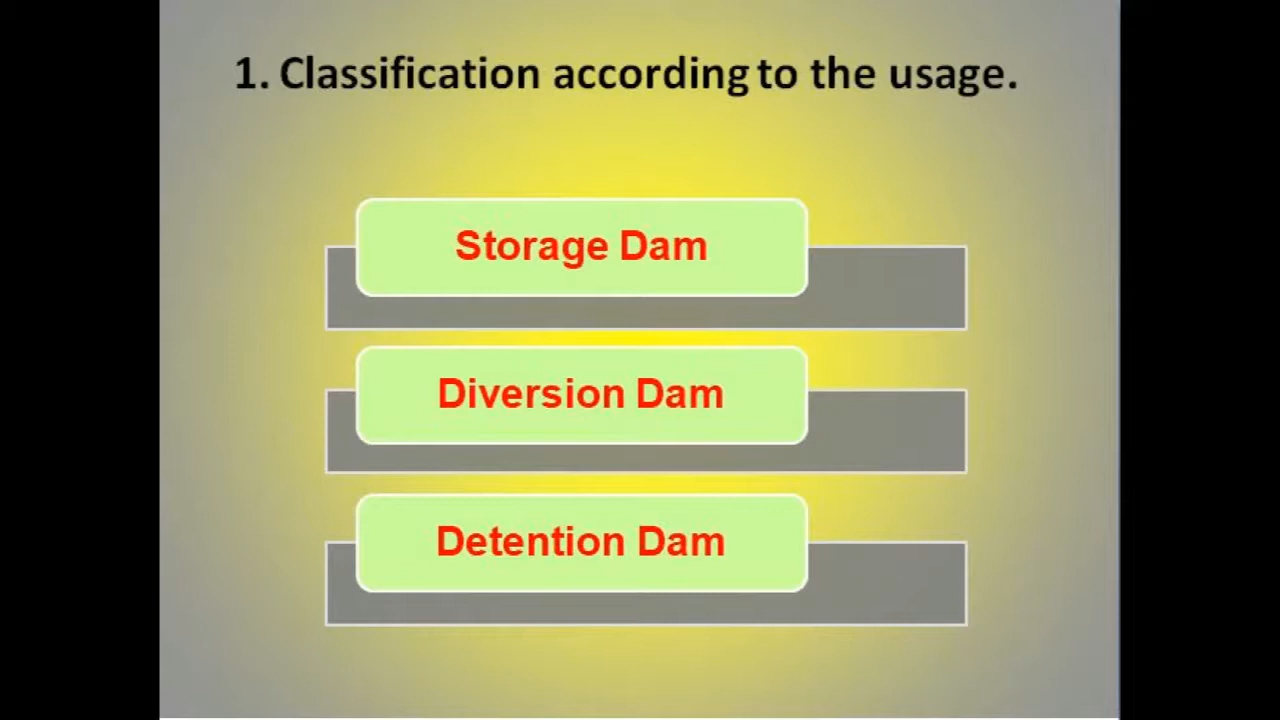 1. Classification according to the usage.
Storage Dam
Diversion Dam
Detention Dam